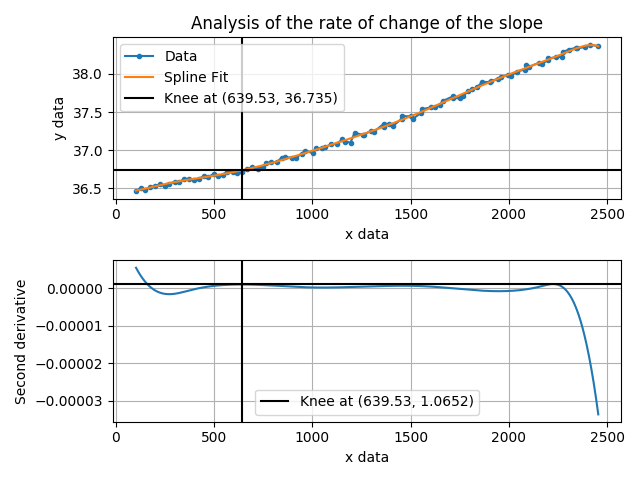 Analysis of the rate of change of the slope
y data
38.0
37.5
37.0
36.5
Data
Spline Fit
Knee at (639.53, 36.735)
0 500 1000 1500 2000 2500
x data
Second derivative
0.00000
−0.00001
−0.00002
−0.00003
Knee at (639.53, 1.0652)
0 500 1000 1500 2000 2500
x data